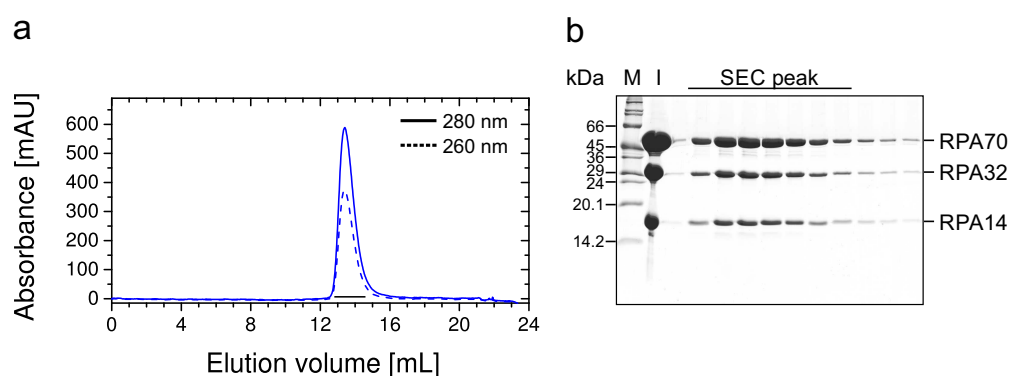 a
Absorbance [mAU]
600
500
400
300
200
100
0
280 nm
260 nm
0 4 8 12 16 20 24
Elution volume [mL]
b
kDa M I SEC peak
66
45
36
29
24
20.1
14.2
RPA70
RPA32
RPA14